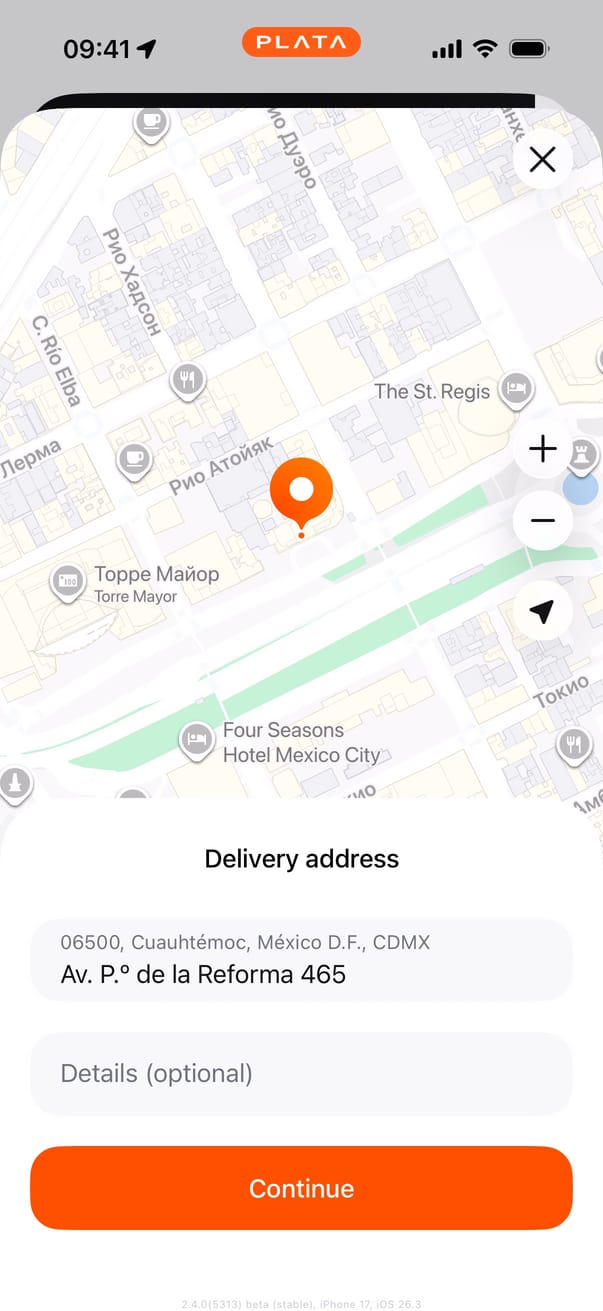 09:41
PLATA
Рио Дуэро
Рио Хадсон
C. Río Elba
The St. Regis
Лерма
Рио Атойяк
100
Торре Майор
Torre Mayor
Токио
Four Seasons
Hotel Mexico City
Delivery address
06500, Cuauhtémoc, México D.F., CDMX
Av. P.º de la Reforma 465
Details (optional)
Continue
2.4.0(5313) beta (stable), iPhone 17, iOS 26.3